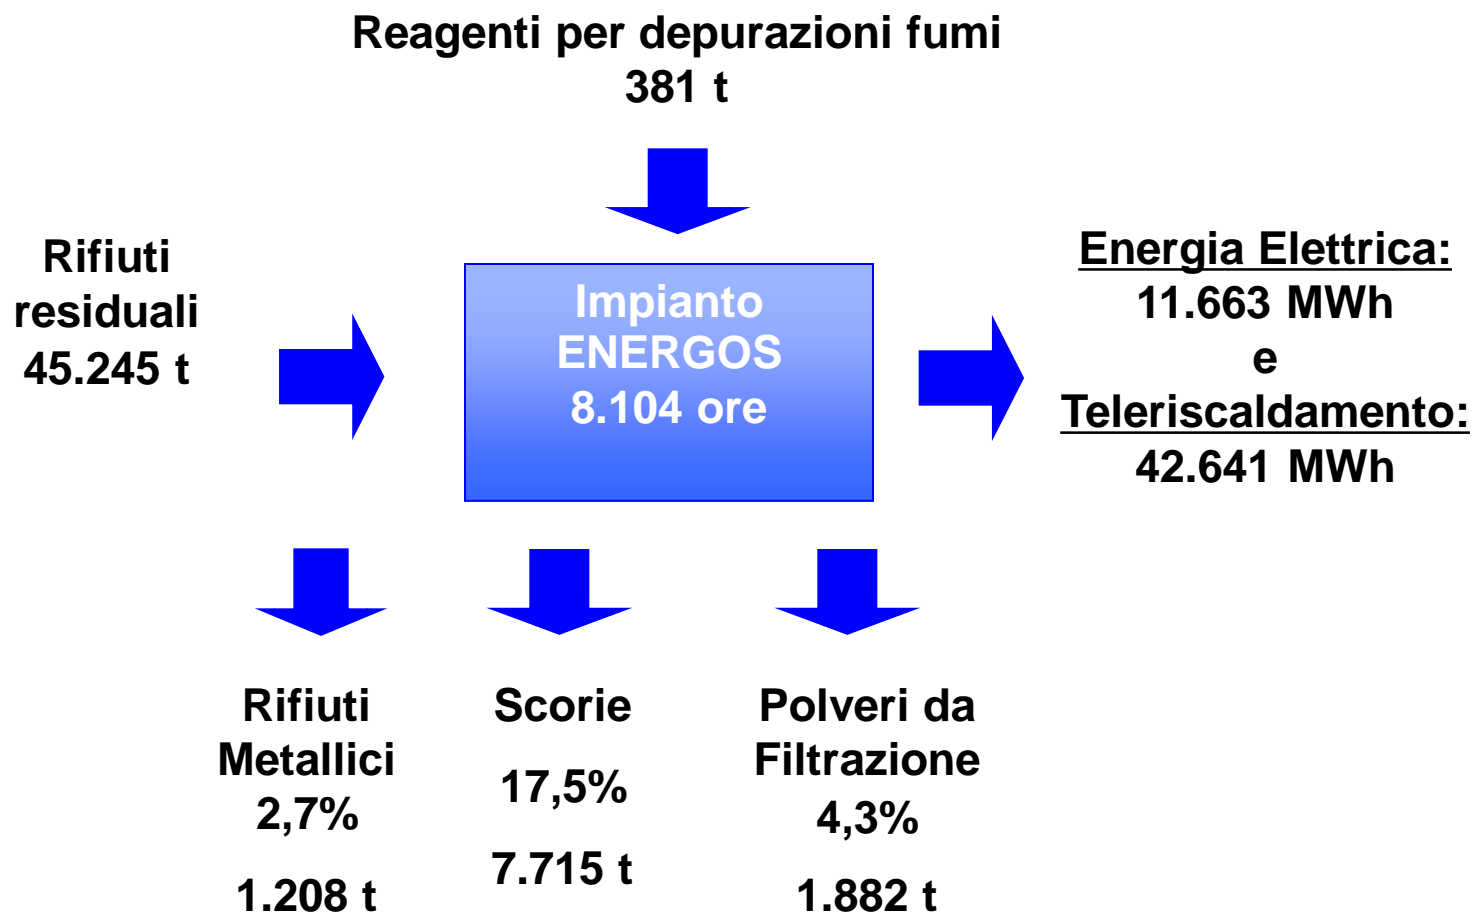 Reagenti per depurazioni fumi
381 t
Rifiuti
residuali
45.245 t
Impianto
ENERGOS
8.104 ore
Energia Elettrica:
11.663 MWh
e
Teleriscaldamento:
42.641 MWh
Rifiuti
Metallici
2,7%
1.208 t
Scorie
17,5%
7.715 t
Polveri da
Filtrazione
4,3%
1.882 t